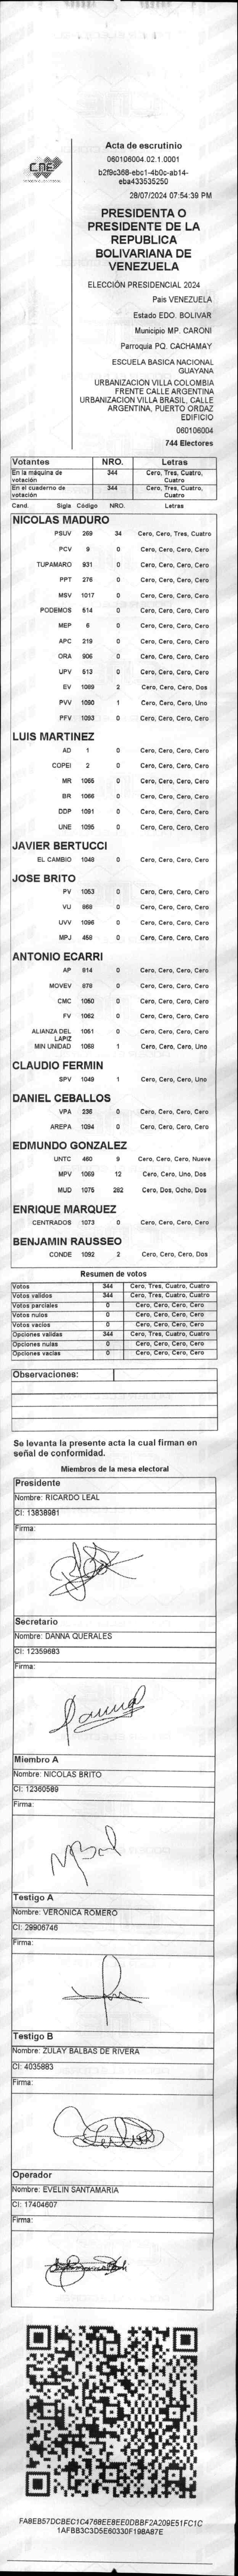 CNE
Acta de escrutinio
060106004.02.1.0001
b2f9c368-ebc1-4b0c-ab14-
eba433535250
28/07/2024 07:54:39 PM
PRESIDENTA O
PRESIDENTE DE LA
REPUBLICA
BOLIVARIANA DE
VENEZUELA
ELECCIÓN PRESIDENCIAL 2024
Pais VENEZUELA
Estado EDO. BOLIVAR
Municipio MP. CARONI
Parroquia PQ. CACHAMAY
ESCUELA BASICA NACIONAL
GUAYANA
URBANIZACION VILLA COLOMBIA
FRENTE CALLE ARGENTINA
URBANIZACION VILLA BRASIL. CALLE
ARGENTINA, PUERTO ORDAZ
EDIFICIO
060106004
744 Electores
Votantes NRO. Letras
En la máquina de votación 344 Cero, Tres, Cuatro, Cuatro
En el cuaderno de votación 344 Cero, Tres, Cuatro, Cuatro
Cand. Sigla Código NRO. Letras
NICOLAS MADURO
PSUV 269 34 Cero, Cero, Tres, Cuatro
PCV 9 0 Cero, Cero, Cero, Cero
TUPAMARO 931 0 Cero, Cero, Cero, Cero
PPT 276 0 Cero, Cero, Cero, Cero
MSV 1017 0 Cero, Cero, Cero, Cero
PODEMOS 514 0 Cero, Cero, Cero, Cero
MEP 6 0 Cero, Cero, Cero, Cero
APC 219 0 Cero, Cero, Cero, Cero
ORA 906 0 Cero, Cero, Cero, Cero
UPV 513 0 Cero, Cero, Cero, Cero
EV 1089 2 Cero, Cero, Cero, Dos
PVV 1090 1 Cero, Cero, Cero, Uno
PFV 1093 0 Cero, Cero, Cero, Cero
LUIS MARTINEZ
AD 1 0 Cero, Cero, Cero, Cero
COPEI 2 0 Cero, Cero, Cero, Cero
MR 1055 0 Cero, Cero, Cero, Cero
BR 1066 0 Cero, Cero, Cero, Cero
DDP 1091 0 Cero, Cero, Cero, Cero
UNE 1095 0 Cero, Cero, Cero, Cero
JAVIER BERTUCCI
EL CAMBIO 1048 0 Cero, Cero, Cero, Cero
JOSE BRITO
PV 1053 0 Cero, Cero, Cero, Cero
VU 868 0 Cero, Cero, Cero, Cero
UVV 1096 0 Cero, Cero, Cero, Cero
MPJ 458 0 Cero, Cero, Cero, Cero
ANTONIO ECARRI
AP 814 0 Cero, Cero, Cero, Cero
MOVEV 878 0 Cero, Cero, Cero, Cero
CMC 1050 0 Cero, Cero, Cero, Cero
FV 1062 0 Cero, Cero, Cero, Cero
ALIANZA DEL LAPIZ 1051 0 Cero, Cero, Cero, Cero
MIN UNIDAD 1068 1 Cero, Cero, Cero, Uno
CLAUDIO FERMIN
SPV 1049 1 Cero, Cero, Cero, Uno
DANIEL CEBALLOS
VPA 236 0 Cero, Cero, Cero, Cero
AREPA 1094 0 Cero, Cero, Cero, Cero
EDMUNDO GONZALEZ
UNTC 460 9 Cero, Cero, Cero, Nueve
MPV 1069 12 Cero, Cero, Uno, Dos
MUD 1075 282 Cero, Dos, Ocho, Dos
ENRIQUE MARQUEZ
CENTRADOS 1073 0 Cero, Cero, Cero, Cero
BENJAMIN RAUSSEO
CONDE 1092 2 Cero, Cero, Cero, Dos
Resumen de votos
Votos 344 Cero, Tres, Cuatro, Cuatro
Votos validos 344 Cero, Tres, Cuatro, Cuatro
Votos parciales 0 Cero, Cero, Cero, Cero
Votos nulos 0 Cero, Cero, Cero, Cero
Votos vacios 0 Cero, Cero, Cero, Cero
Opciones validas 344 Cero, Tres, Cuatro, Cuatro
Opciones nulas 0 Cero, Cero, Cero, Cero
Opciones vacias 0 Cero, Cero, Cero, Cero
Observaciones:
Se levanta la presente acta la cual firman en
señal de conformidad.
Miembros de la mesa electoral
Presidente
Nombre: RICARDO LEAL
CI: 13838981
Firma:
Secretario
Nombre: DANNA QUERALES
CI: 12359683
Firma:
Miembro A
Nombre: NICOLAS BRITO
CI: 12360589
Firma:
Testigo A
Nombre: VERONICA ROMERO
CI: 29906746
Firma:
Testigo B
Nombre: ZULAY BALBAS DE RIVERA
CI: 4035883
Firma:
Operador
Nombre: EVELIN SANTAMARIA
CI: 17404607
Firma:
FABEB57DCBEC1C4768EE8EE0DBBF2A209E51FC1C
1AFBB3C3D5E60330F198A87E